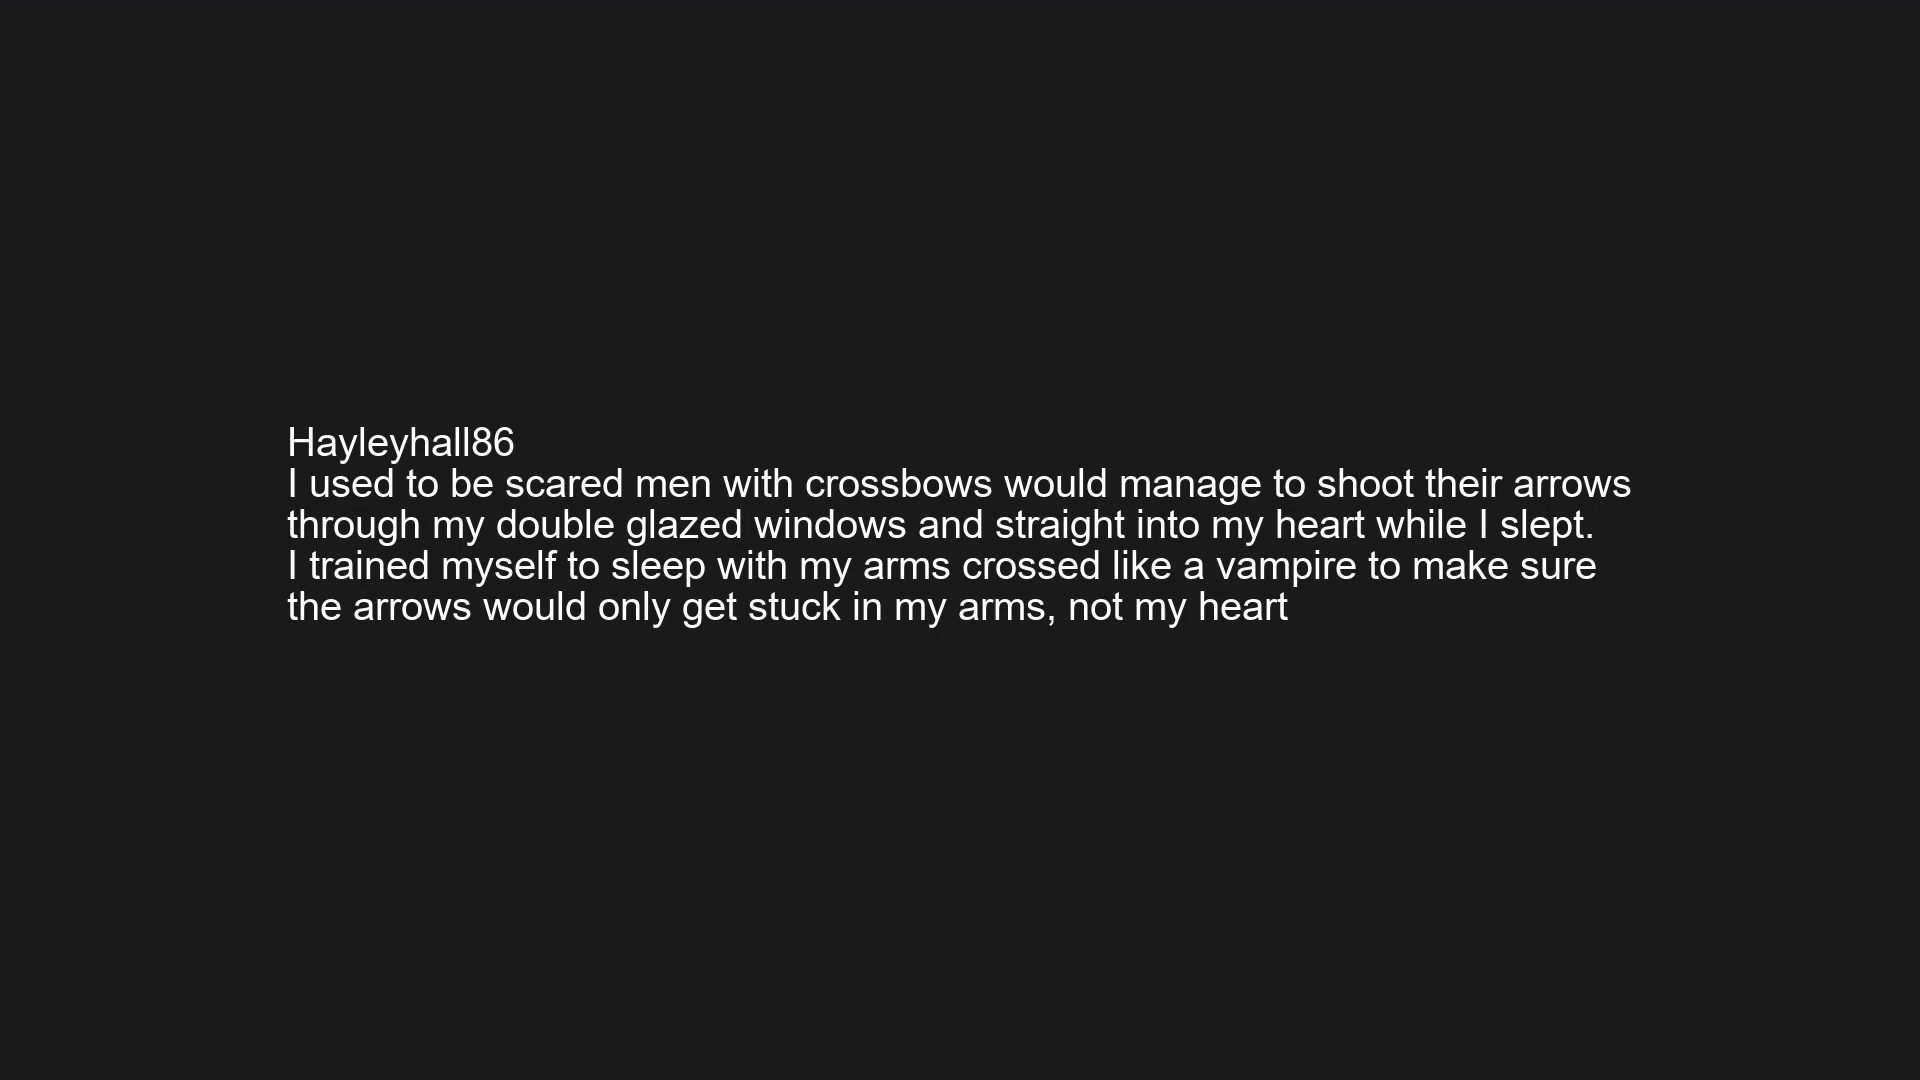 Hayleyhall86
I used to be scared men with crossbows would manage to shoot their arrows
through my double glazed windows and straight into my heart while I slept.
I trained myself to sleep with my arms crossed like a vampire to make sure
the arrows would only get stuck in my arms, not my heart